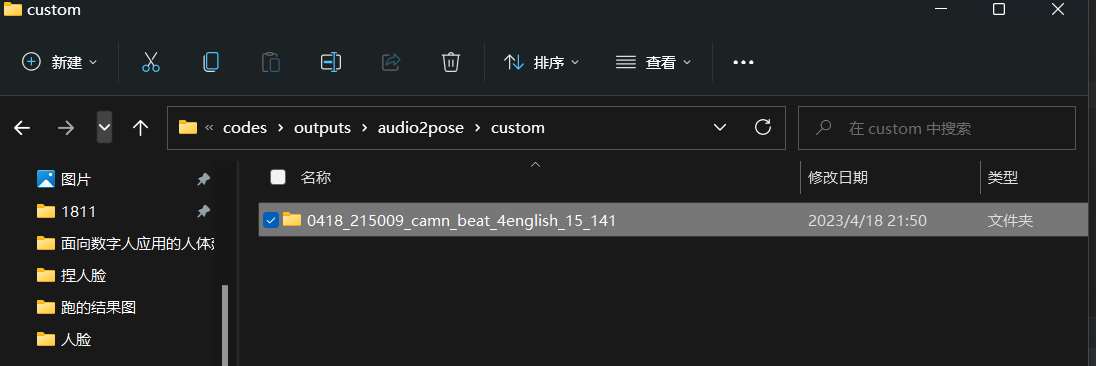 custom
新建
排序
查看
« codes > outputs > audio2pose > custom
在 custom 中搜索
图片
1811
面向数字人应用的人体
捏人脸
跑的结果图
人脸
名称
修改日期
类型
0418_215009_camn_beat_4english_15_141
2023/4/18 21:50
文件夹